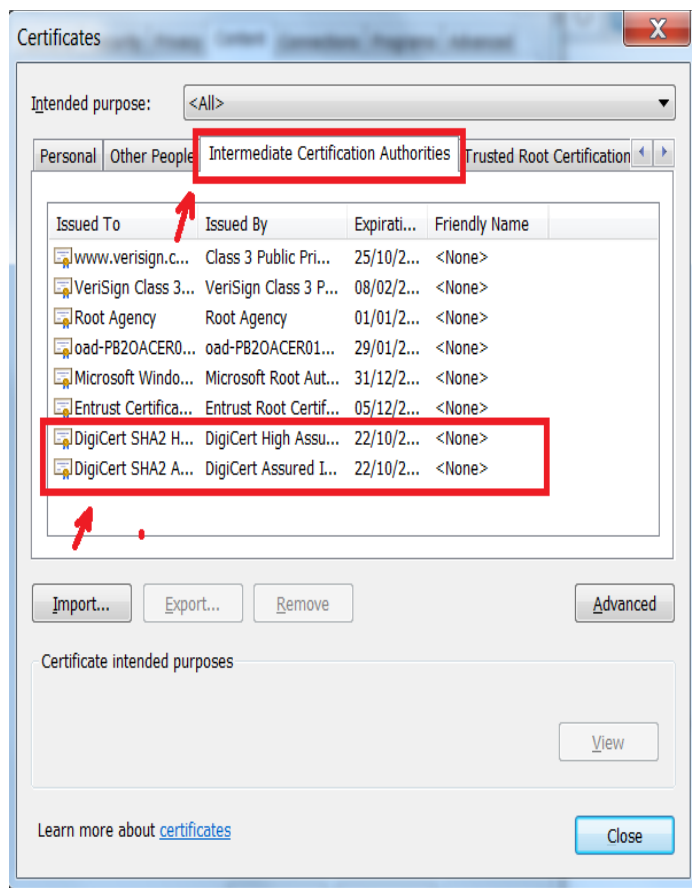 Certificates
Content
Intended purpose: <All>
Personal Other People Intermediate Certification Authorities Trusted Root Certification
Issued To Issued By Expirati... Friendly Name
www.verisign.c... Class 3 Public Pri... 25/10/2... <None>
VeriSign Class 3... VeriSign Class 3 P... 08/02/2... <None>
Root Agency Root Agency 01/01/2... <None>
oad-PB2OACER0... oad-PB2OACER01... 29/01/2... <None>
Microsoft Windo... Microsoft Root Aut... 31/12/2... <None>
Entrust Certifica... Entrust Root Certif... 05/12/2... <None>
DigiCert SHA2 H... DigiCert High Assu... 22/10/2... <None>
DigiCert SHA2 A... DigiCert Assured I... 22/10/2... <None>
Import... Export... Remove Advanced
Certificate intended purposes
View
Learn more about certificates
Close